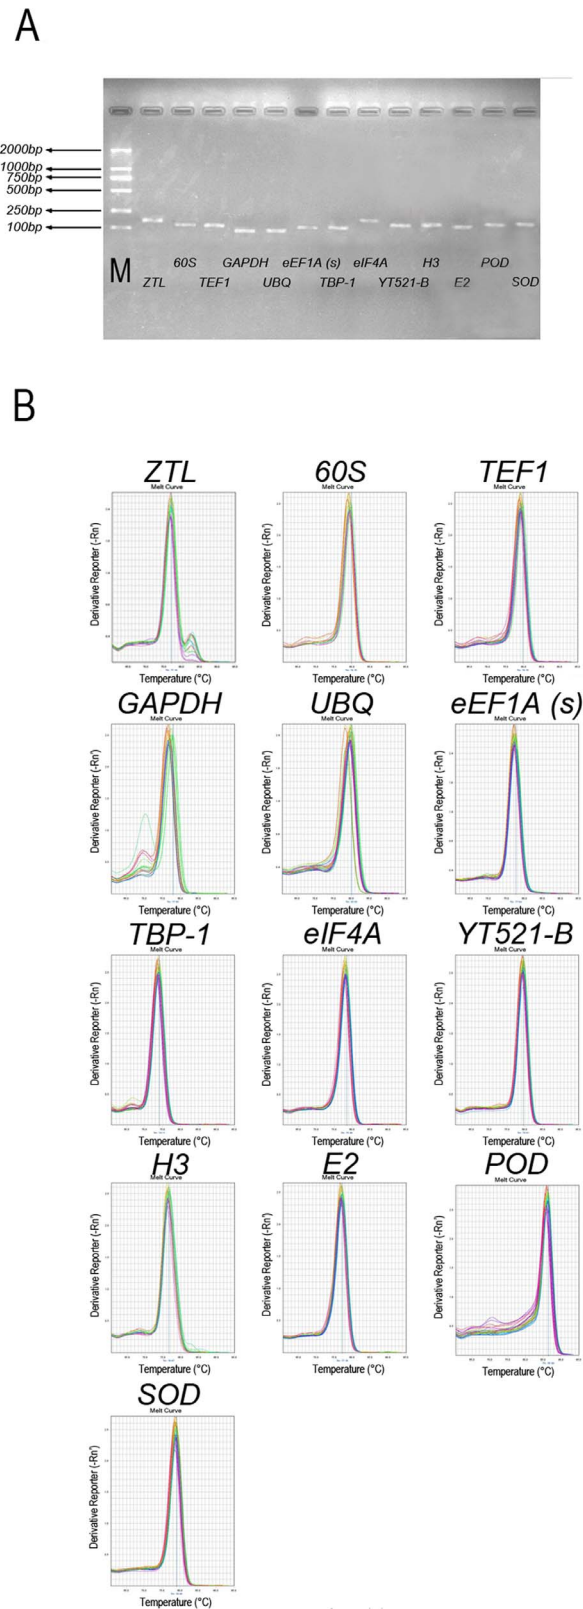 A
2000bp
1000bp
750bp
500bp
250bp
100bp
M
60S GAPDH eEF1A (s) eIF4A H3 POD
ZTL TEF1 UBQ TBP-1 YT521-B E2 SOD
B
ZTL 60S TEF1
Melt Curve Melt Curve Melt Curve
Derivative Reporter (-Rn') Derivative Reporter (-Rn') Derivative Reporter (-Rn')
Temperature (°C) Temperature (°C) Temperature (°C)
GAPDH UBQ eEF1A (s)
Melt Curve Melt Curve Melt Curve
Derivative Reporter (-Rn') Derivative Reporter (-Rn') Derivative Reporter (-Rn')
Temperature (°C) Temperature (°C) Temperature (°C)
TBP-1 eIF4A YT521-B
Melt Curve Melt Curve Melt Curve
Derivative Reporter (-Rn') Derivative Reporter (-Rn') Derivative Reporter (-Rn')
Temperature (°C) Temperature (°C) Temperature (°C)
H3 E2 POD
Melt Curve Melt Curve Melt Curve
Derivative Reporter (-Rn') Derivative Reporter (-Rn') Derivative Reporter (-Rn')
Temperature (°C) Temperature (°C) Temperature (°C)
SOD
Melt Curve
Derivative Reporter (-Rn')
Temperature (°C)